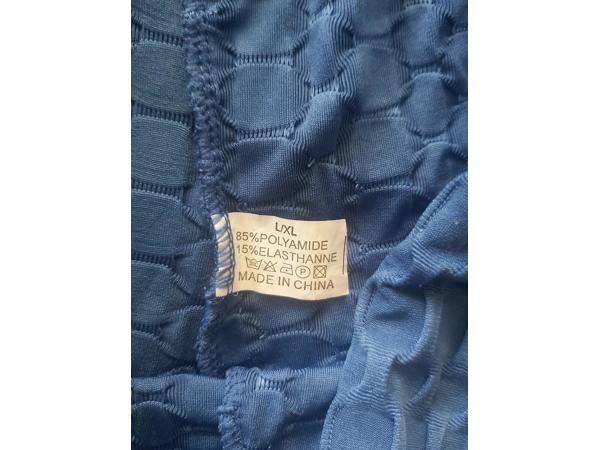 L/XL
85%POLYAMIDE
15%ELASTHANNE
MADE IN CHINA